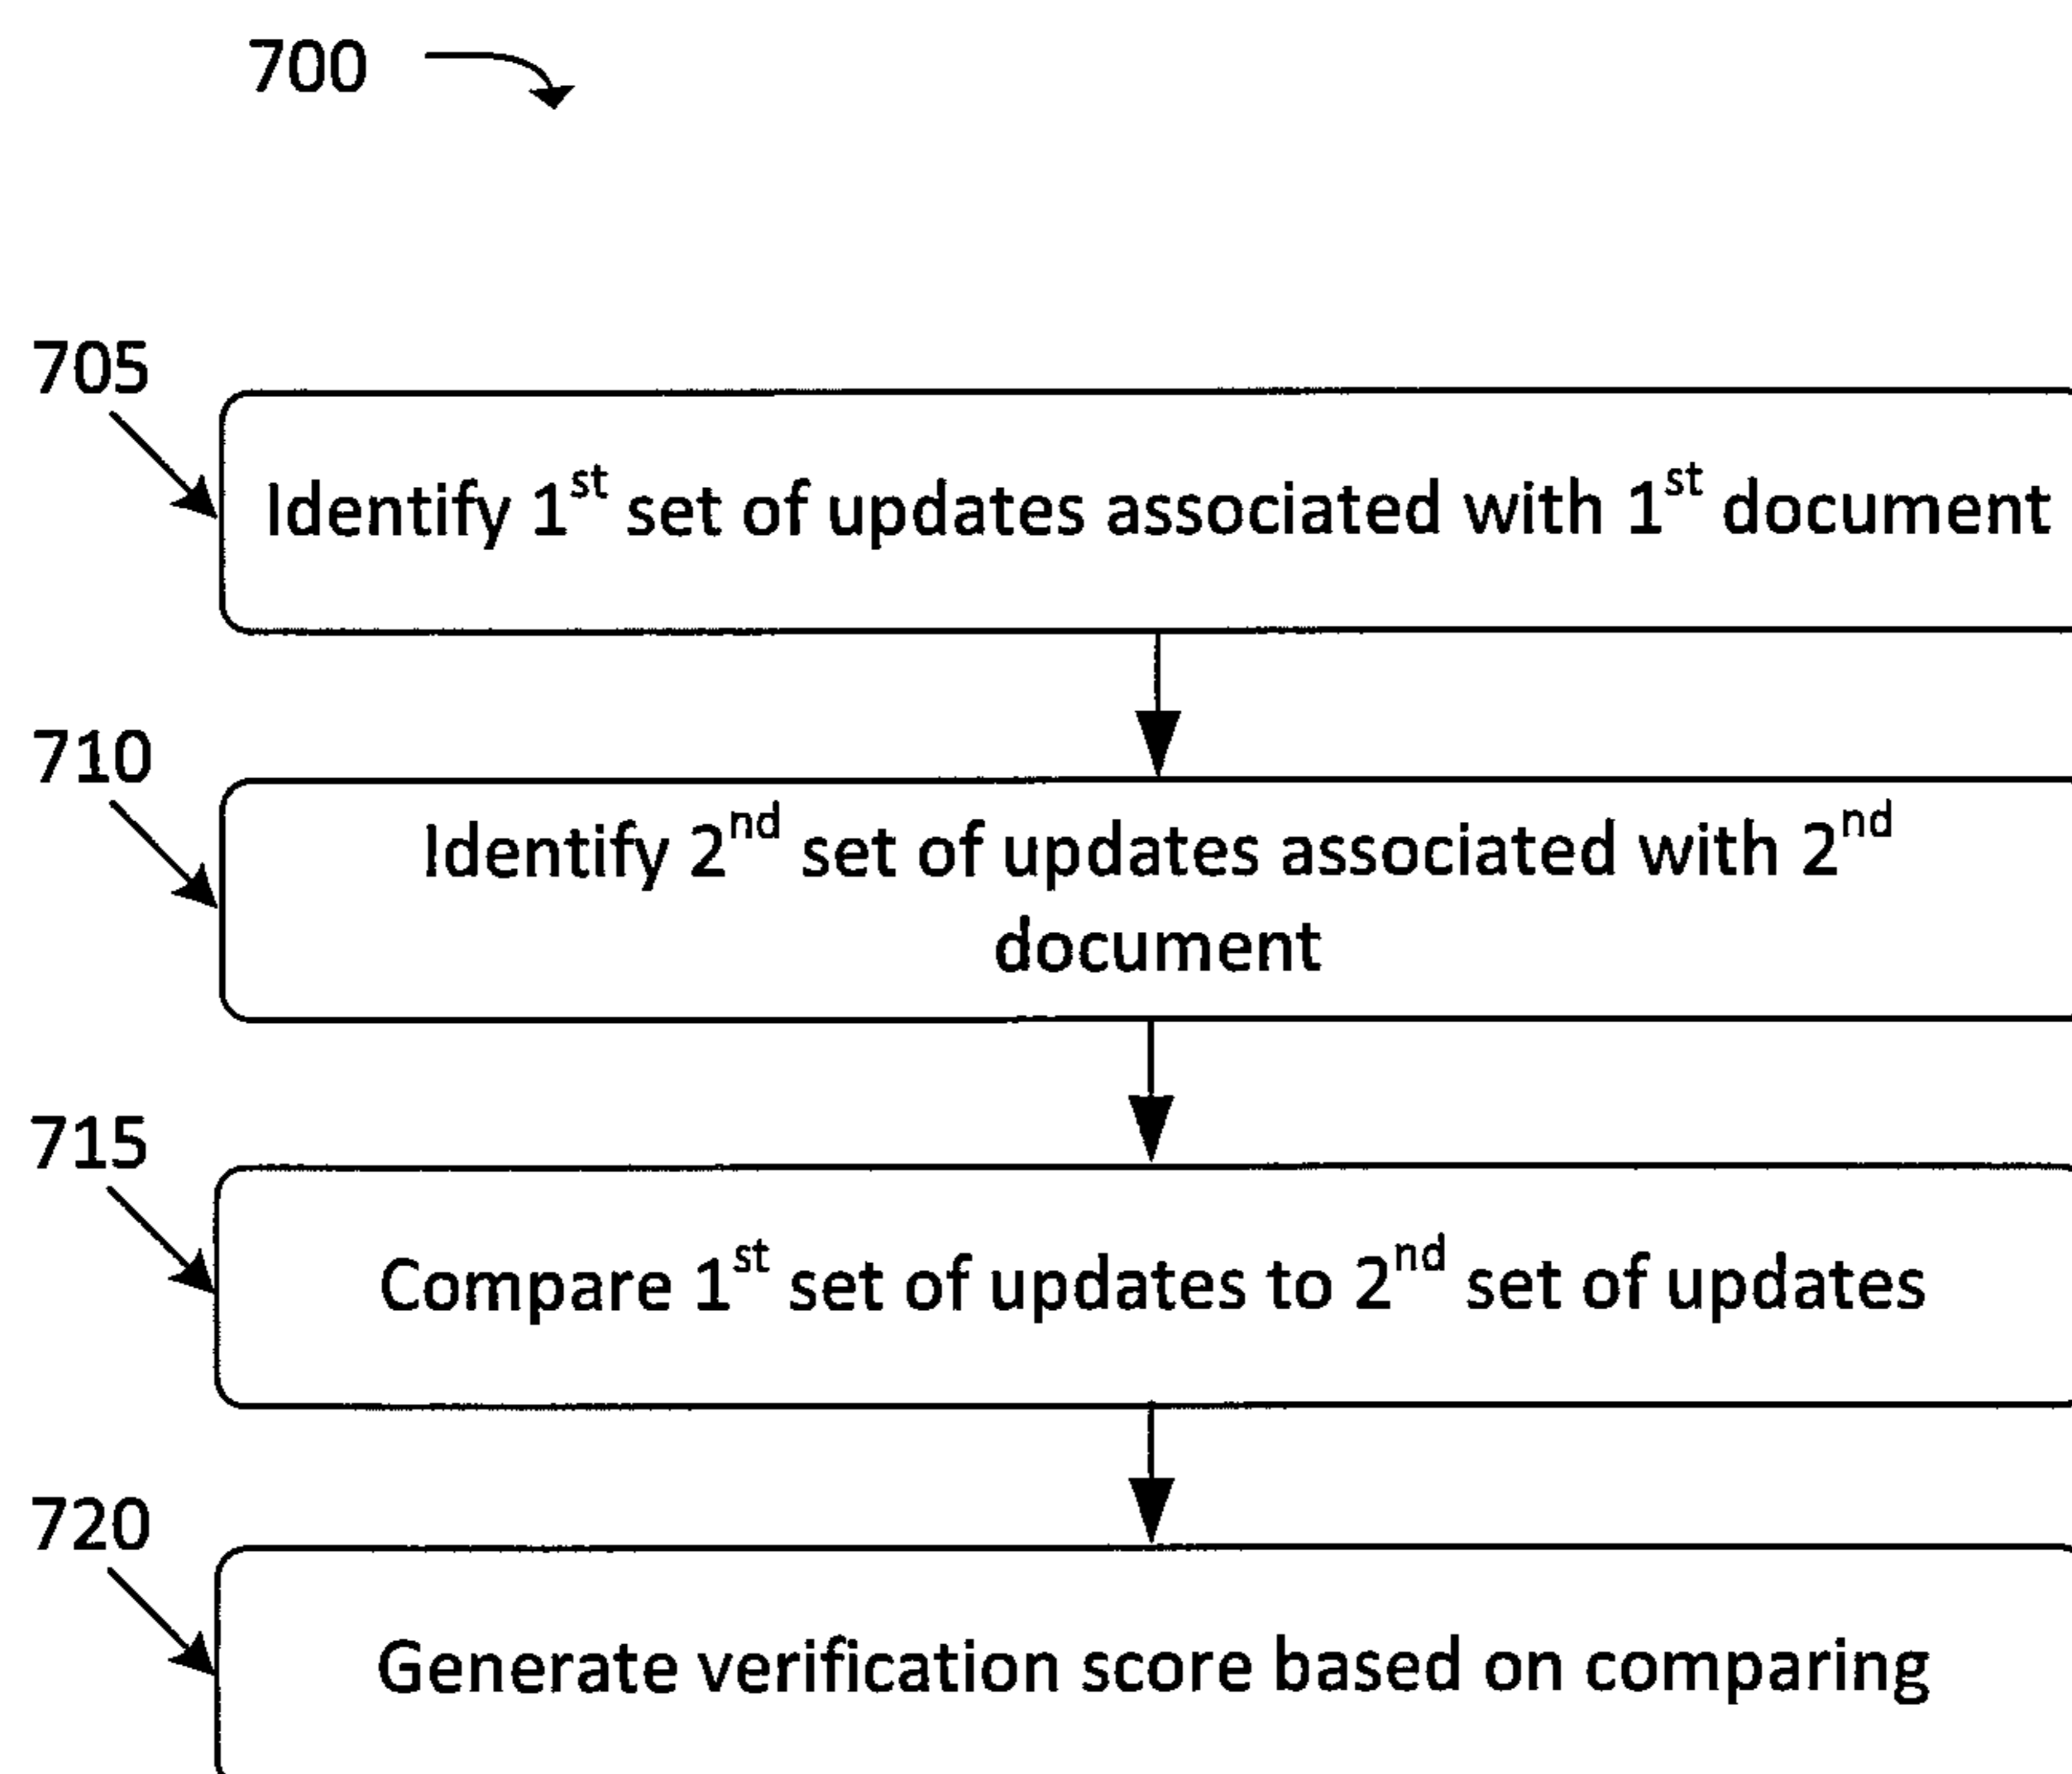 700
705
Identify 1st set of updates associated with 1st document
710
Identify 2nd set of updates associated with 2nd
document
715
Compare 1st set of updates to 2nd set of updates
720
Generate verification score based on comparing